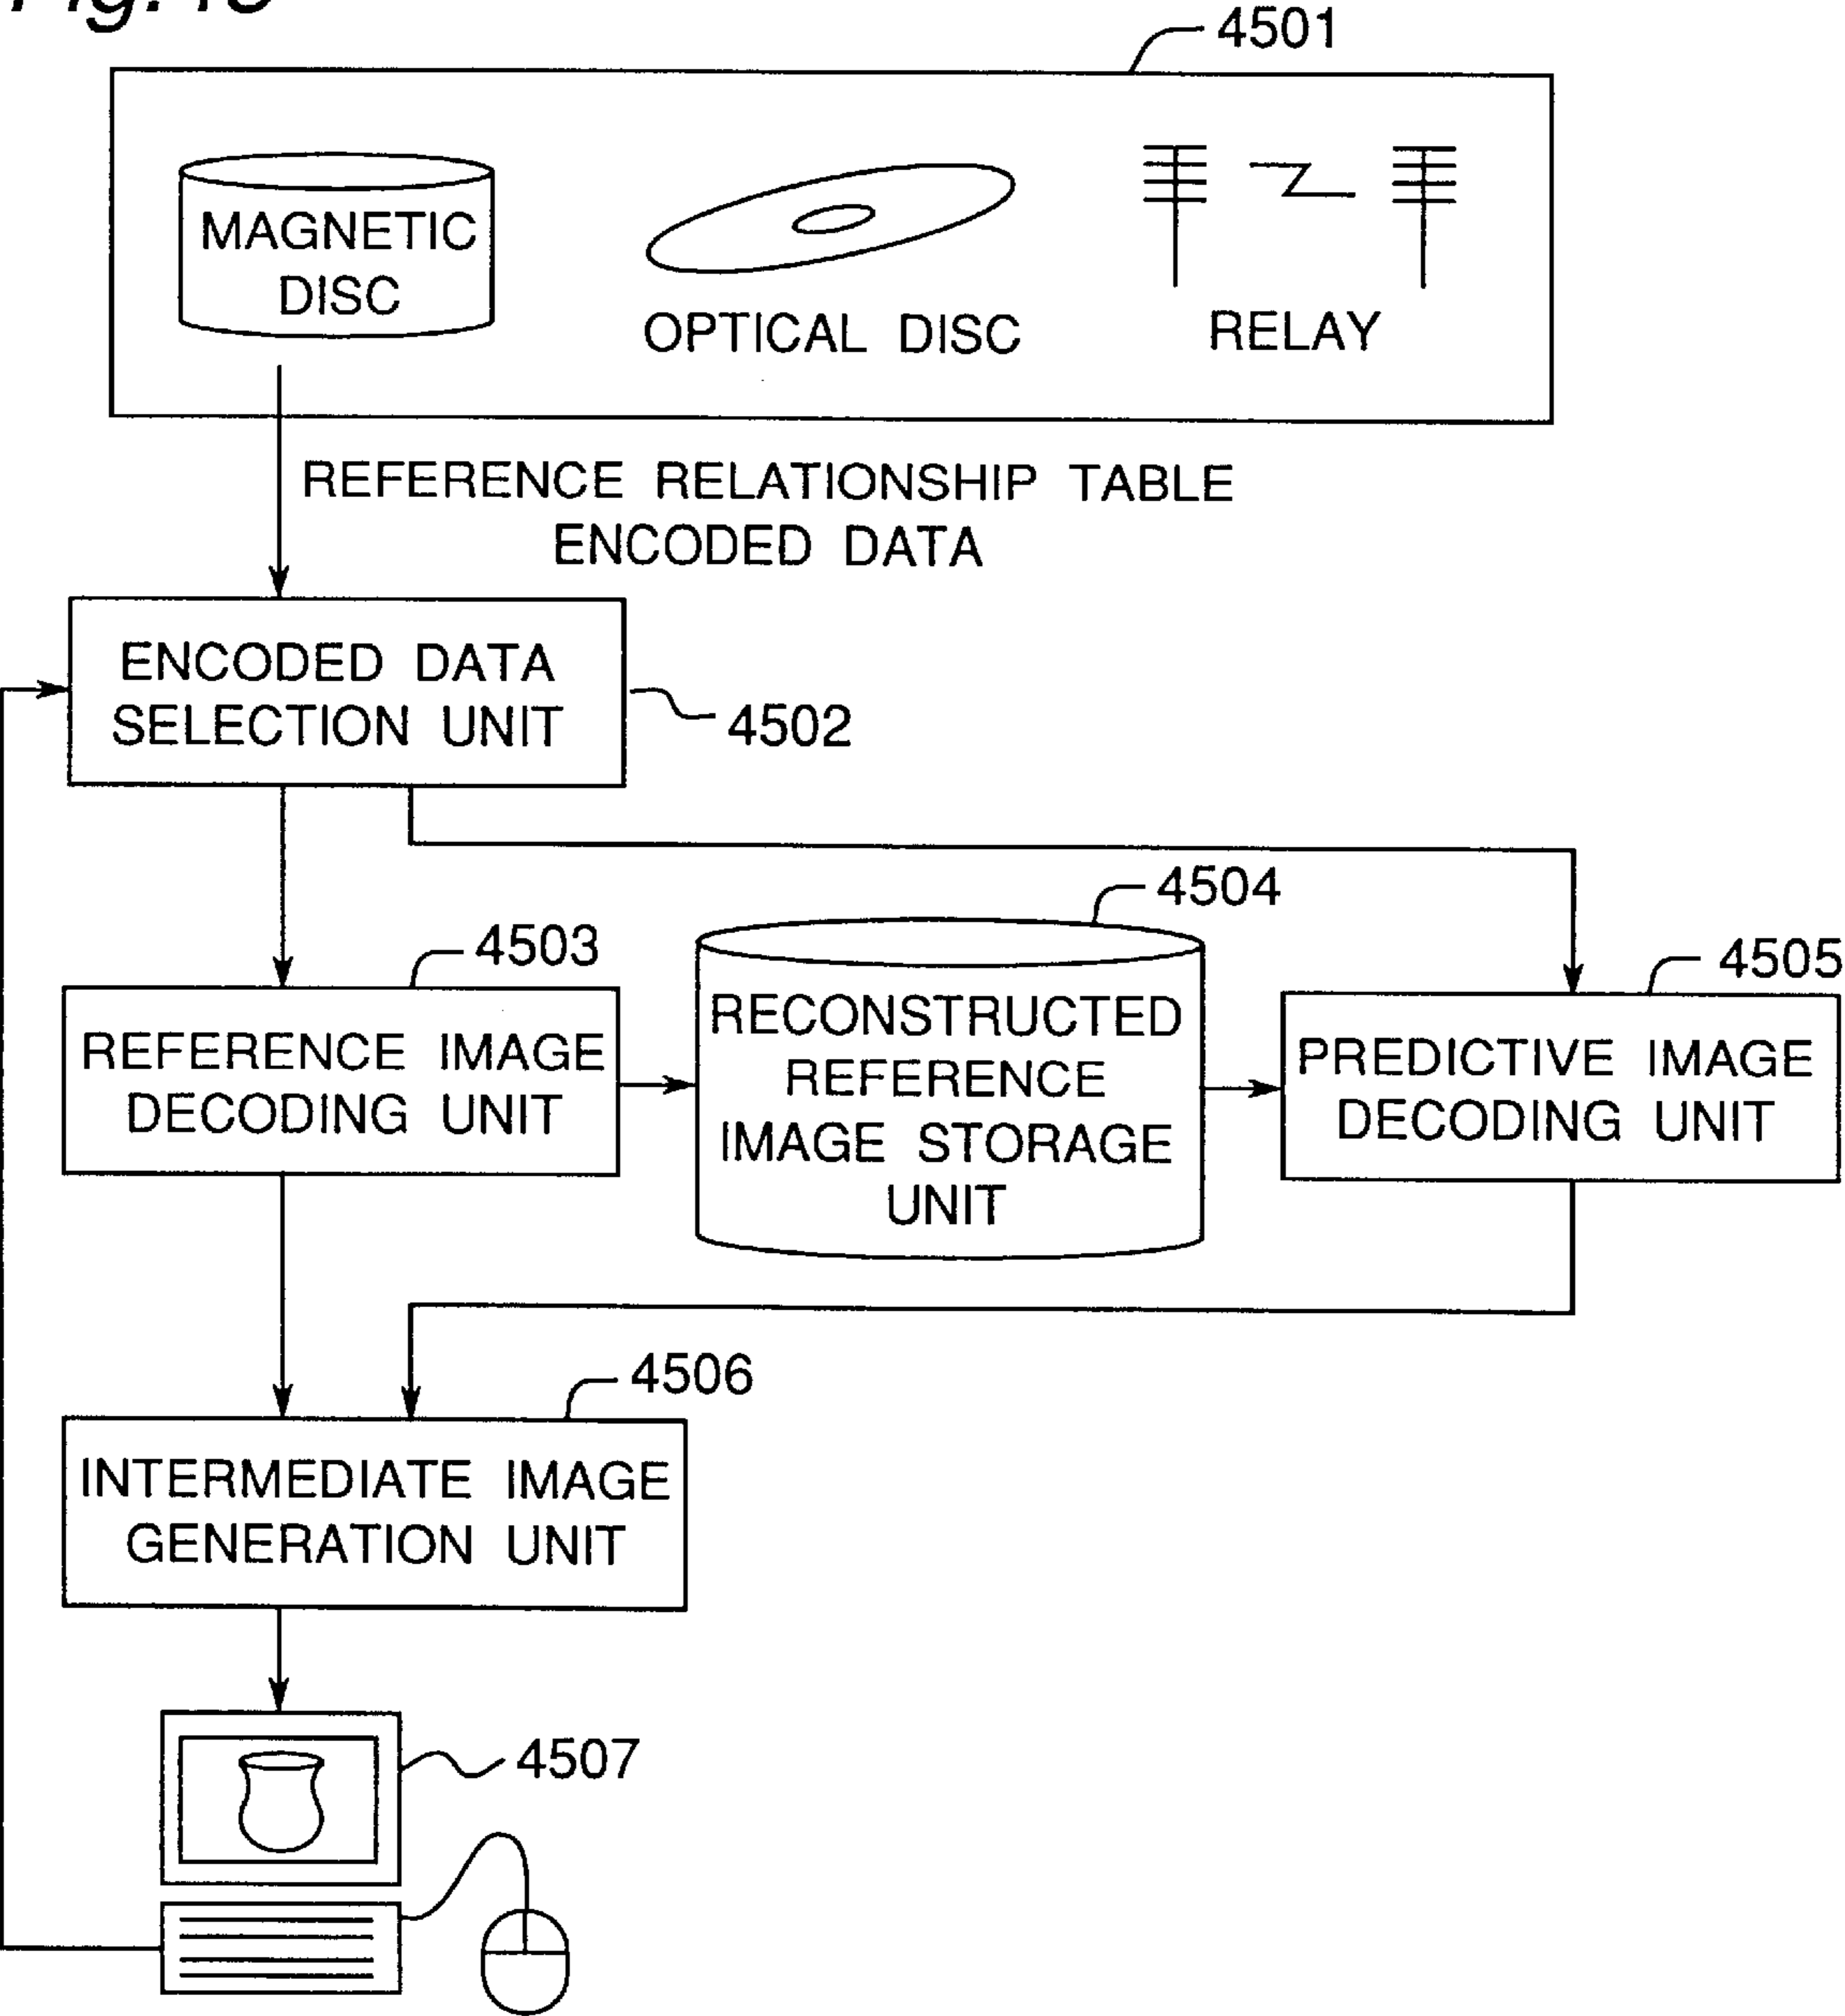 4501
MAGNETIC
DISC
OPTICAL DISC
RELAY
REFERENCE RELATIONSHIP TABLE
ENCODED DATA
ENCODED DATA
SELECTION UNIT
4502
4503
4504
4505
REFERENCE IMAGE
DECODING UNIT
RECONSTRUCTED
REFERENCE
IMAGE STORAGE
UNIT
PREDICTIVE IMAGE
DECODING UNIT
4506
INTERMEDIATE IMAGE
GENERATION UNIT
4507